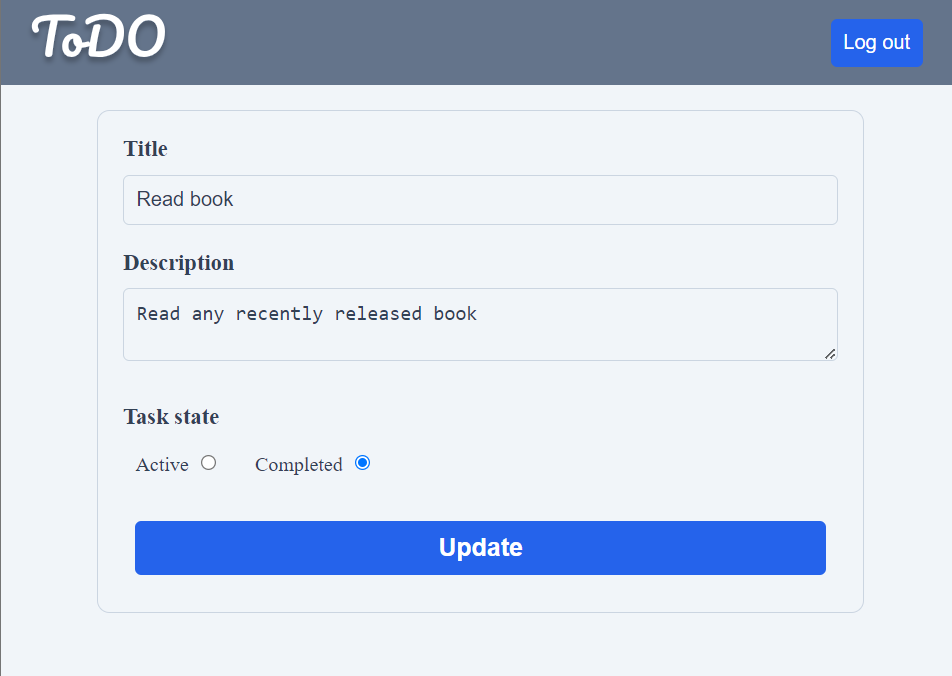 ToDO
Log out
Title
Read book
Description
Read any recently released book
Task state
Active Completed
Update